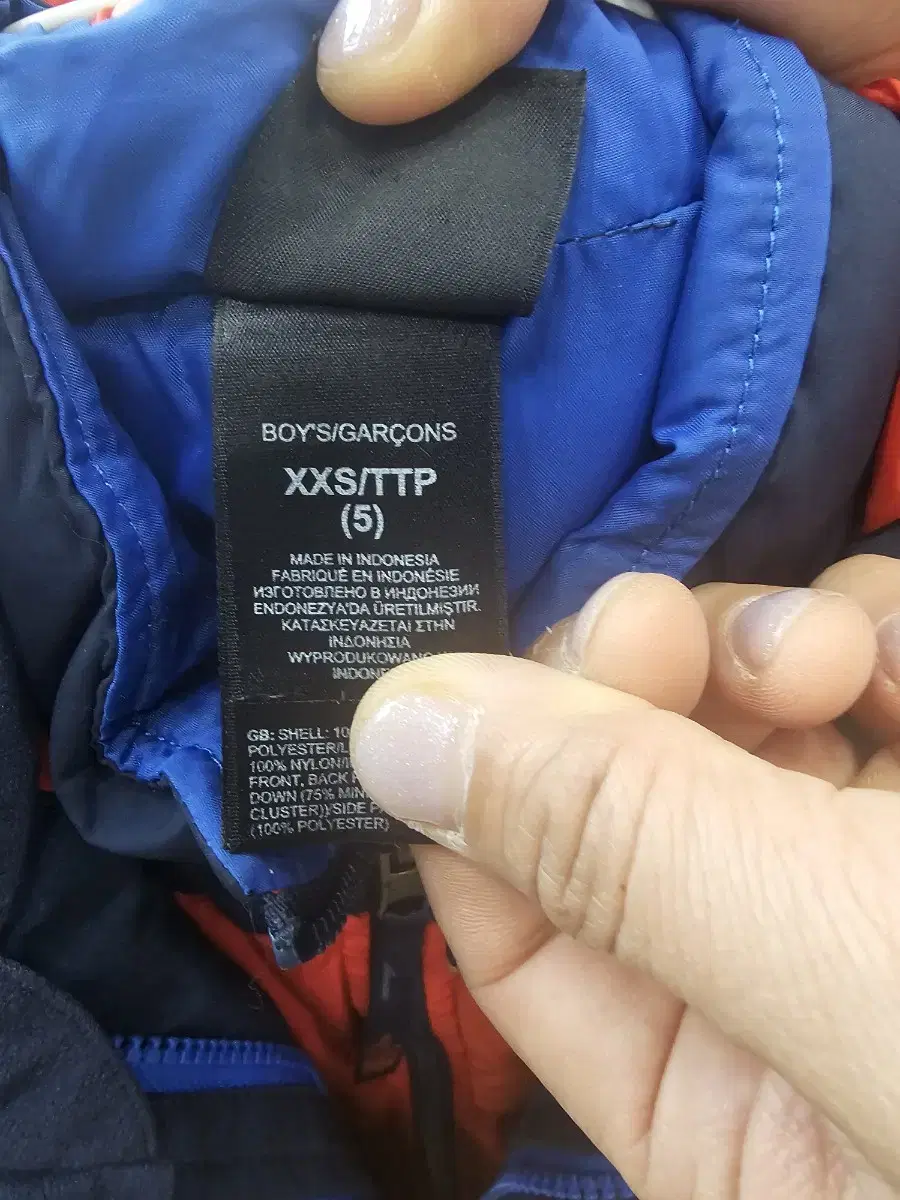 BOY'S/GARÇONS
XXS/TTP
(5)
MADE IN INDONESIA
FABRIQUÉ EN INDONÉSIE
ИЗГОТОВЛЕНО В ИНДОНЕЗИИ
ENDONEZYA'DA ÜRETILMIŞTIR.
ΚΑΤΑΣΚΕΥΑΖΕΤΑΙ ΣΤΗΝ
ΙΝΔΟΝΗΣΙΑ
GB: SHELL:
100% NYLON
FRONT, BACK
DOWN (75%
CLUSTER)/SIDE
(100% POLYESTER)